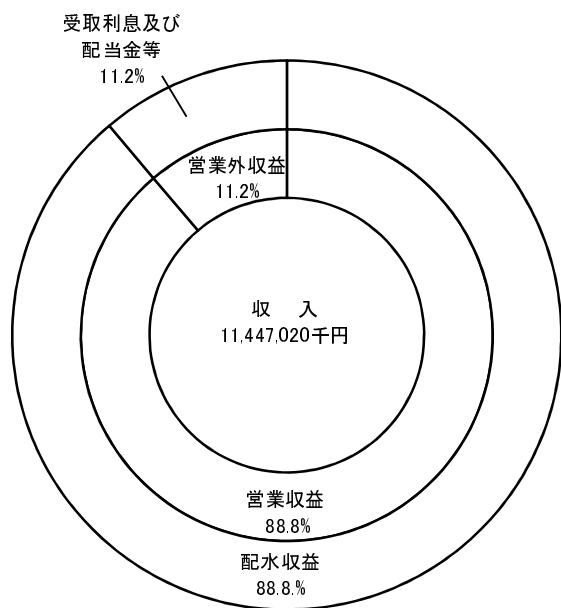 受取利息及び
配当金等
11.2%
営業外収益
11.2%
収　入
11,447,020千円
営業収益
88.8%
配水収益
88.8.%